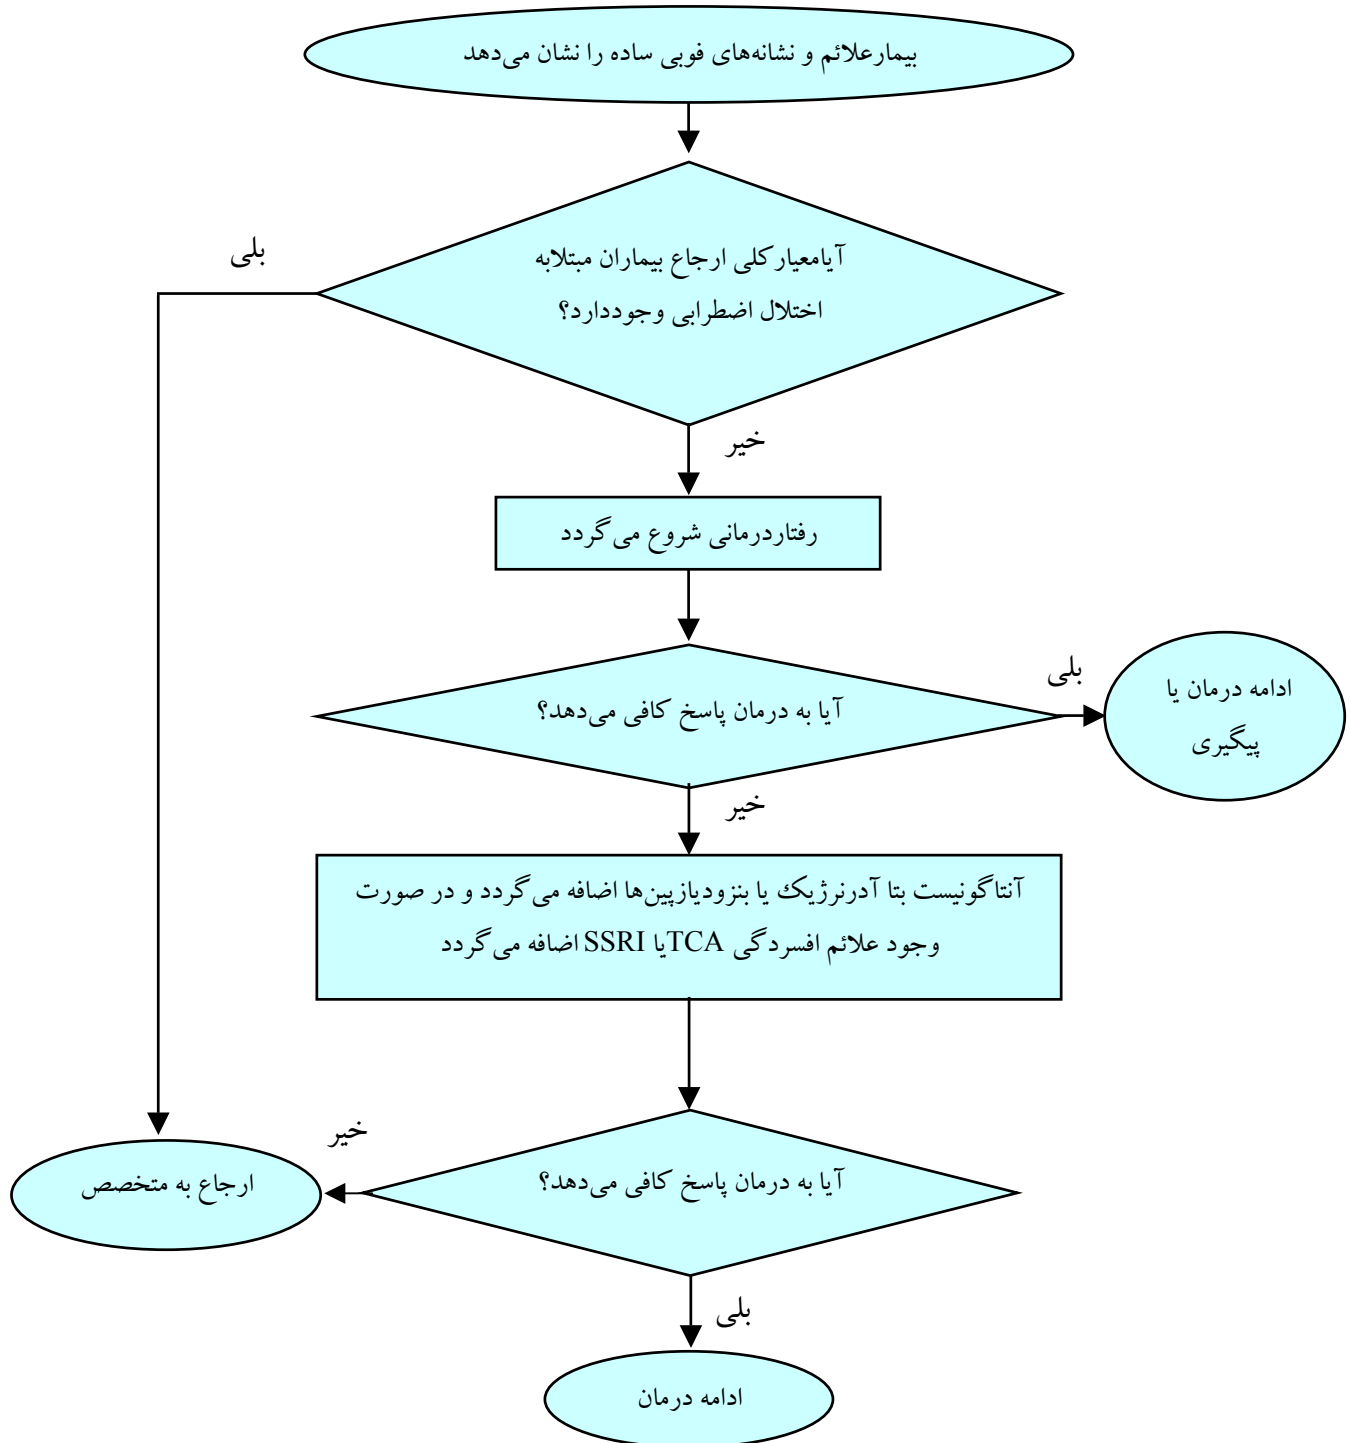 بیمارعلائم و نشانه‌های فوبی ساده را نشان می‌دهد
آیامعیارکلی ارجاع بیماران مبتلابه
اختلال اضطرابی وجوددارد؟
بلی
خیر
رفتاردرمانی شروع می‌گردد
آیا به درمان پاسخ کافی می‌دهد؟
بلی
ادامه درمان یا
پیگیری
خیر
آنتاگونیست بتا آدرنرژیک یا بنزودیازپین‌ها اضافه می‌گردد و در صورت
وجود علائم افسردگی TCAیا SSRI اضافه می‌گردد
آیا به درمان پاسخ کافی می‌دهد؟
خیر
ارجاع به متخصص
بلی
ادامه درمان